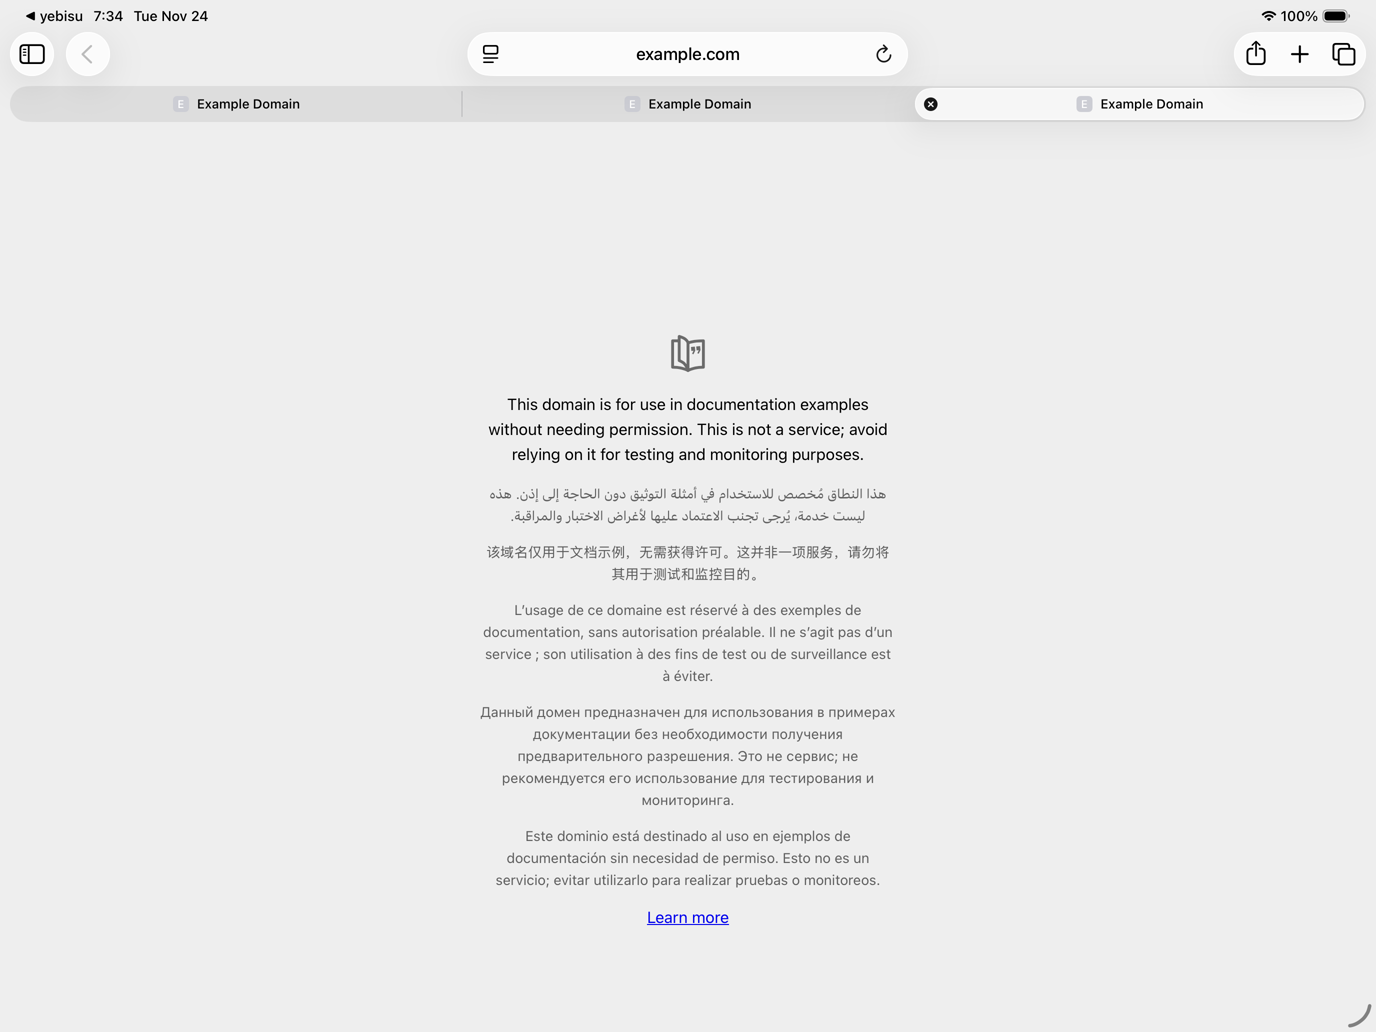 ◀ yebisu 7:34 Tue Nov 24 100%
example.com
E Example Domain
E Example Domain
E Example Domain
This domain is for use in documentation examples
without needing permission. This is not a service; avoid
relying on it for testing and monitoring purposes.
هذا النطاق مُخصص للاستخدام في أمثلة التوثيق دون الحاجة إلى إذن. هذه
ليست خدمة، يُرجى تجنب الاعتماد عليها لأغراض الاختبار والمراقبة.
该域名仅用于文档示例，无需获得许可。这并非一项服务，请勿将
其用于测试和监控目的。
L’usage de ce domaine est réservé à des exemples de
documentation, sans autorisation préalable. Il ne s’agit pas d’un
service ; son utilisation à des fins de test ou de surveillance est
à éviter.
Данный домен предназначен для использования в примерах
документации без необходимости получения
предварительного разрешения. Это не сервис; не
рекомендуется его использование для тестирования и
мониторинга.
Este dominio está destinado al uso en ejemplos de
documentación sin necesidad de permiso. Esto no es un
servicio; evitar utilizarlo para realizar pruebas o monitoreos.
Learn more